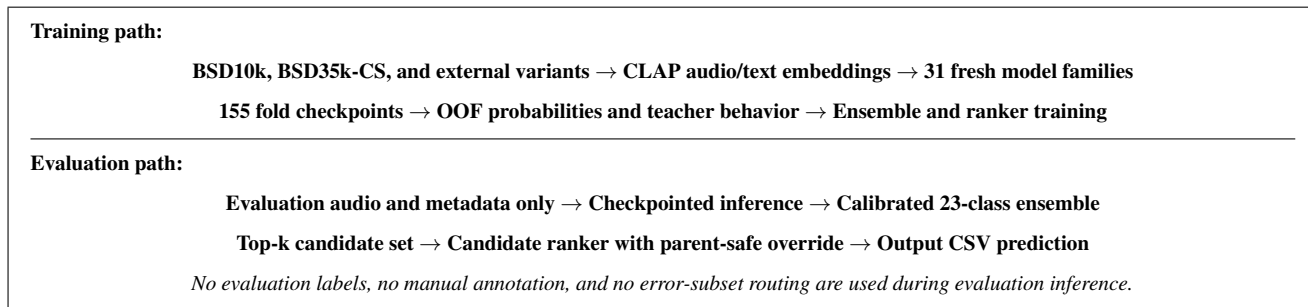 Training path:
BSD10k, BSD35k-CS, and external variants → CLAP audio/text embeddings → 31 fresh model families
155 fold checkpoints → OOF probabilities and teacher behavior → Ensemble and ranker training
Evaluation path:
Evaluation audio and metadata only → Checkpointed inference → Calibrated 23-class ensemble
Top-k candidate set → Candidate ranker with parent-safe override → Output CSV prediction
No evaluation labels, no manual annotation, and no error-subset routing are used during evaluation inference.